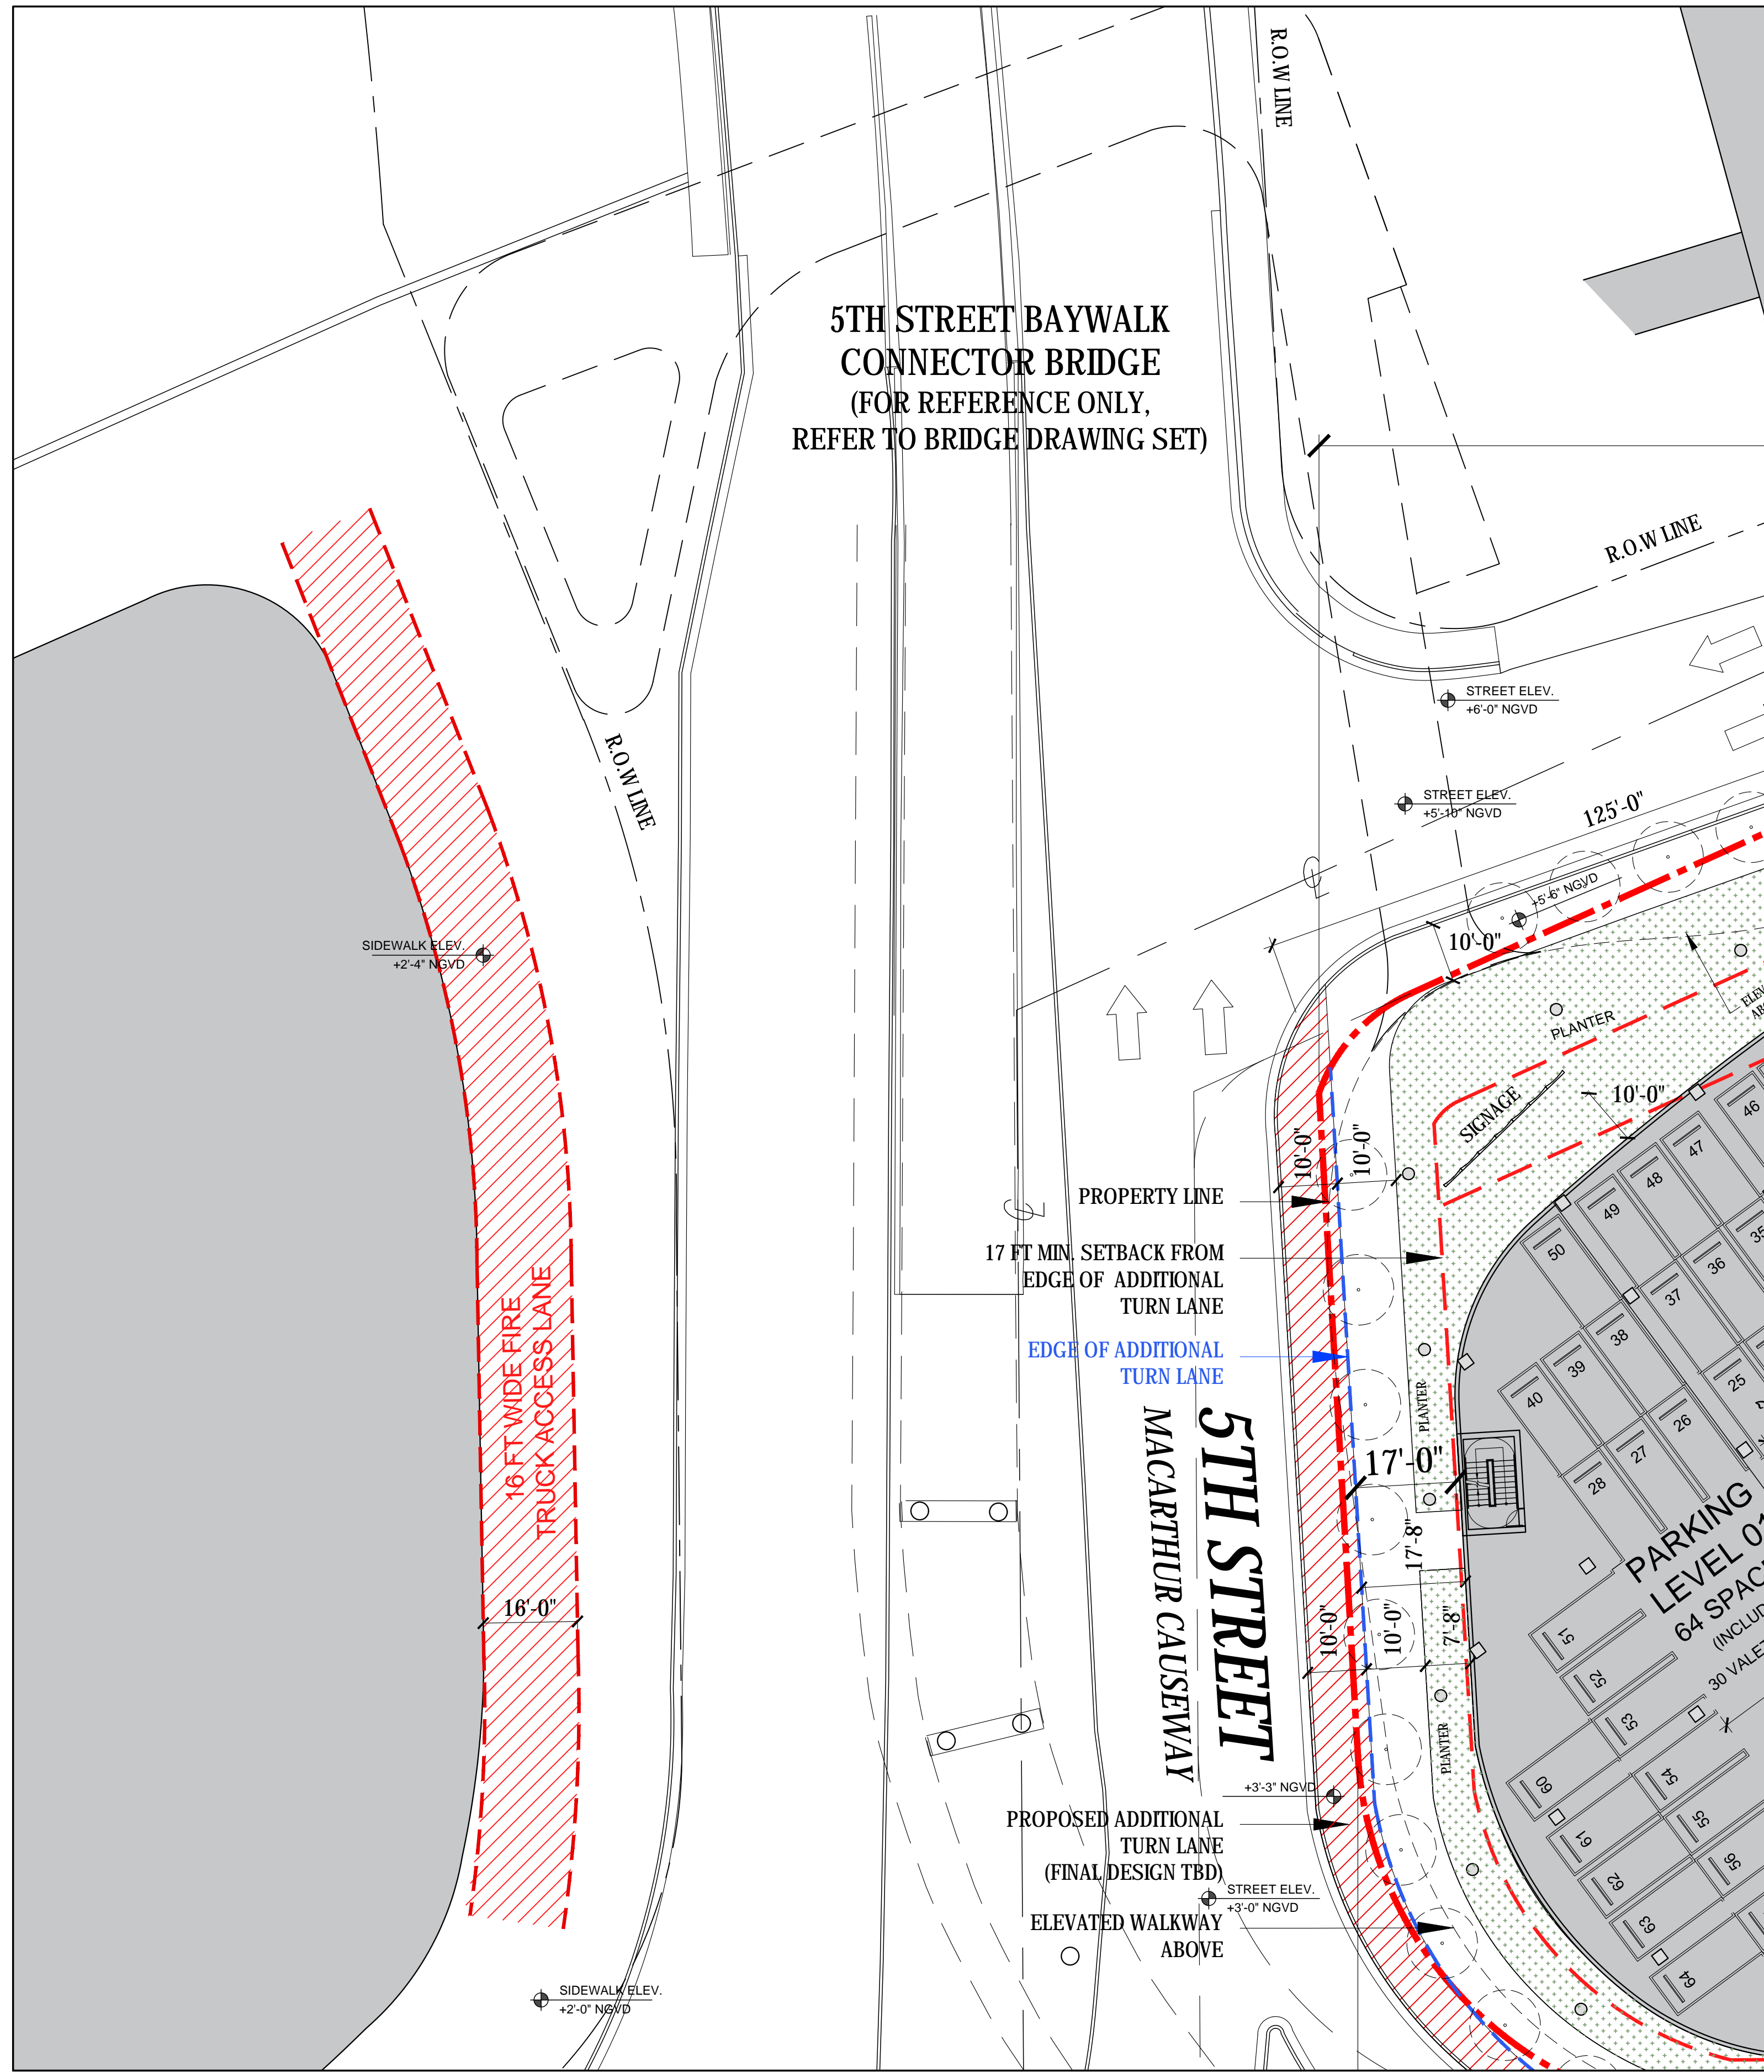 R.O.W LINE
5TH STREET BAYWALK
CONNECTOR BRIDGE
(FOR REFERENCE ONLY,
REFER TO BRIDGE DRAWING SET)
R.O.W LINE
STREET ELEV.
+6'-0" NGVD
R.O.W LINE
STREET ELEV.
+5'-10" NGVD
125'-0"
+5'-6" NGVD
10'-0"
SIDEWALK ELEV.
+2'-4" NGVD
PLANTER
SIGNAGE
10'-0"
10'-0"
10'-0"
PROPERTY LINE
17 FT MIN. SETBACK FROM
EDGE OF ADDITIONAL
TURN LANE
EDGE OF ADDITIONAL
TURN LANE
46
47
48
49
50
35
36
37
38
39
40
25
26
27
28
PLANTER
16 FT WIDE FIRE
TRUCK ACCESS LANE
5TH STREET
MACARTHUR CAUSEWAY
17'-0"
17'-8"
PARKING
LEVEL 01
64 SPAC
(INCLUD
30 VALET
16'-0"
10'-0"
10'-0"
7'-8"
51
52
53
54
55
56
60
61
62
63
64
PLANTER
+3'-3" NGVD
PROPOSED ADDITIONAL
TURN LANE
(FINAL DESIGN TBD)
STREET ELEV.
+3'-0" NGVD
ELEVATED WALKWAY
ABOVE
SIDEWALK ELEV.
+2'-0" NGVD